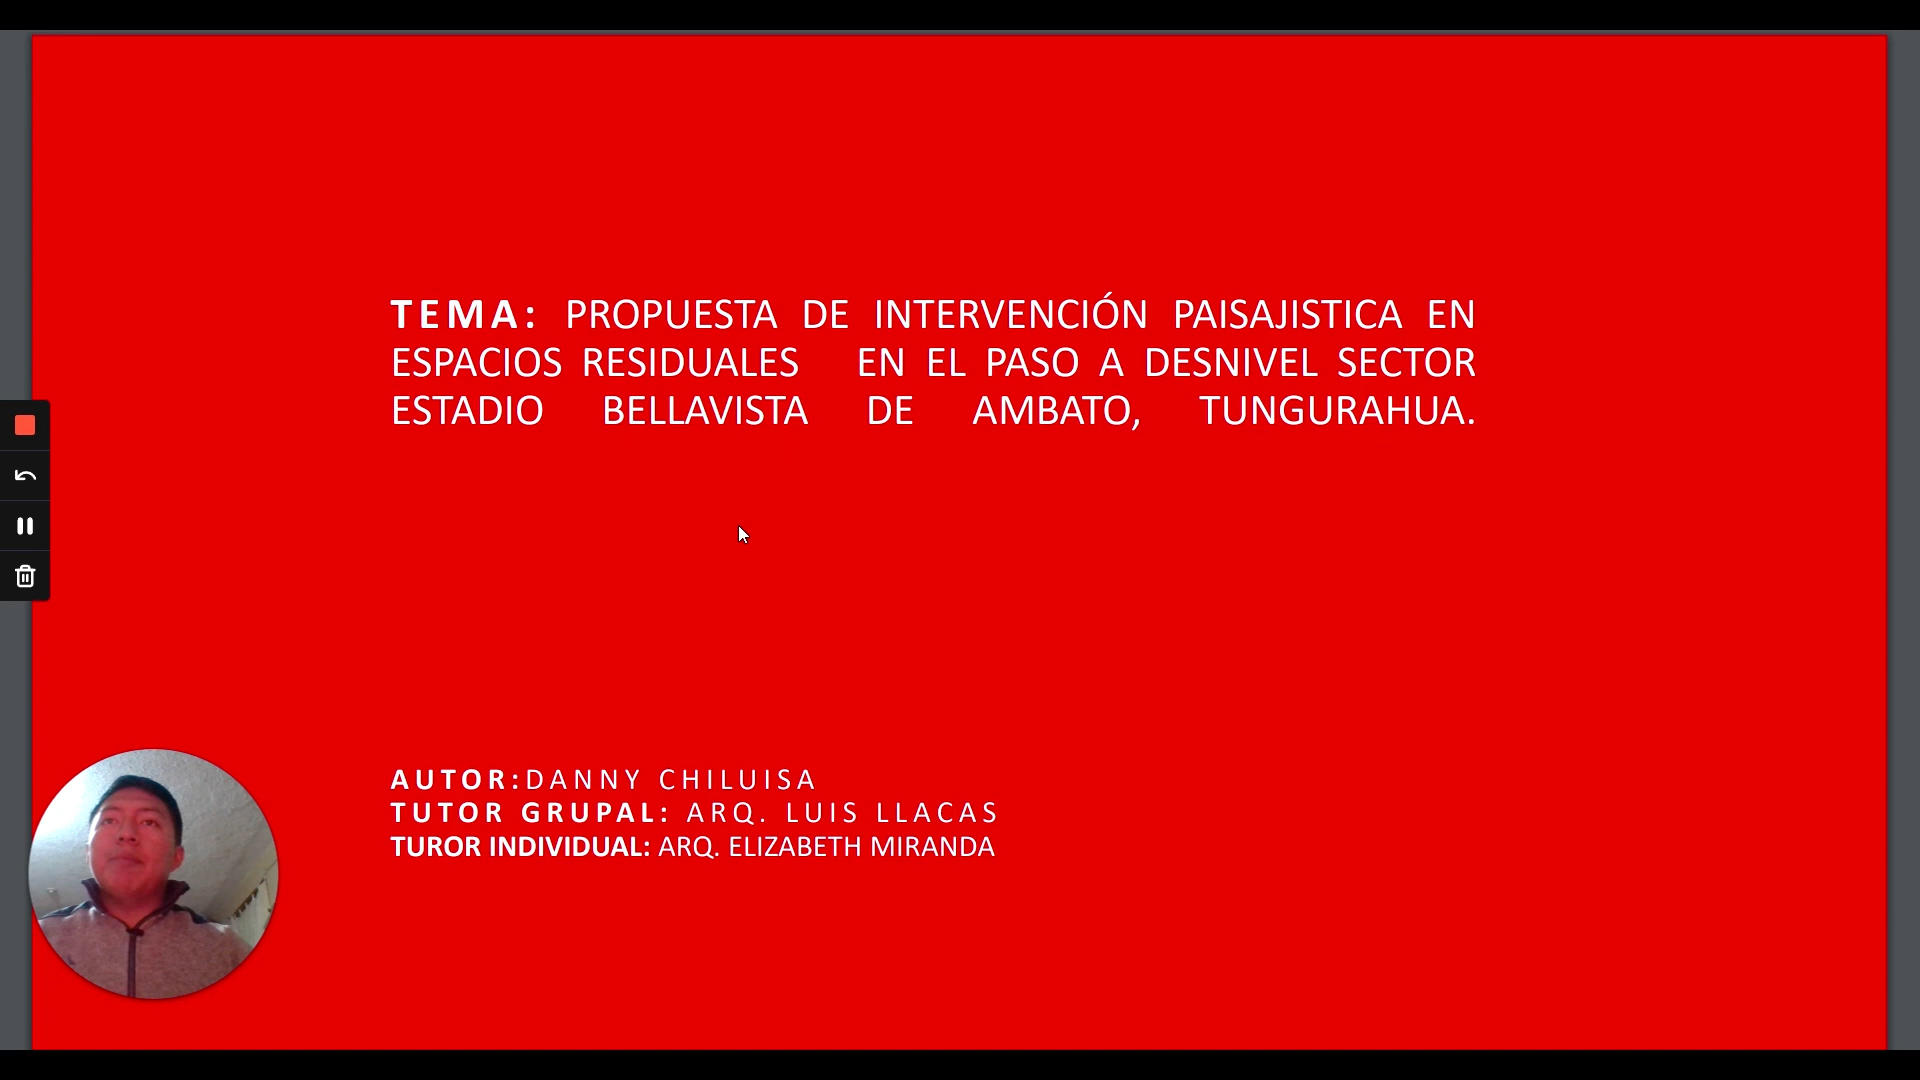 TEMA: PROPUESTA DE INTERVENCIÓN PAISAJISTICA EN
ESPACIOS RESIDUALES EN EL PASO A DESNIVEL SECTOR
ESTADIO BELLAVISTA DE AMBATO, TUNGURAHUA.
AUTOR:DANNY CHILUISA
TUTOR GRUPAL: ARQ. LUIS LLACAS
TUROR INDIVIDUAL: ARQ. ELIZABETH MIRANDA